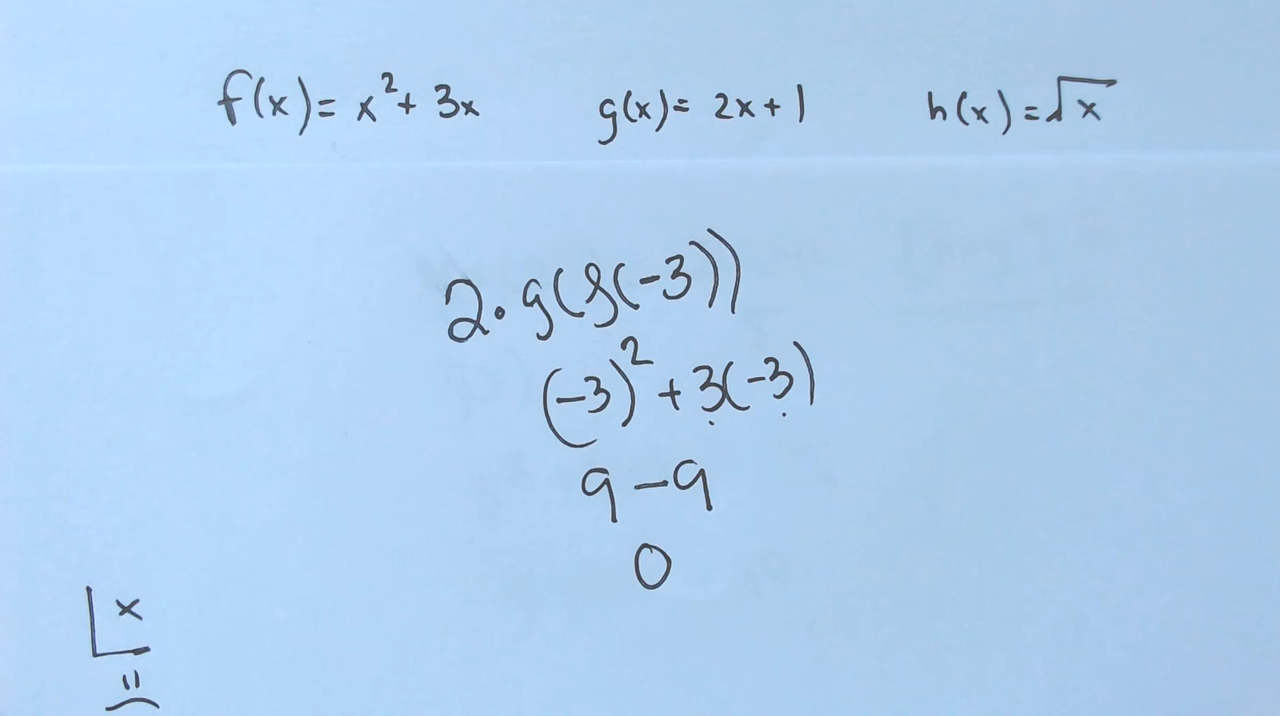 f(x)= x²+ 3x g(x)= 2x+1 h(x)=√x
2·g(f(-3))
(-3)²+3(-3)
9-9
0
x